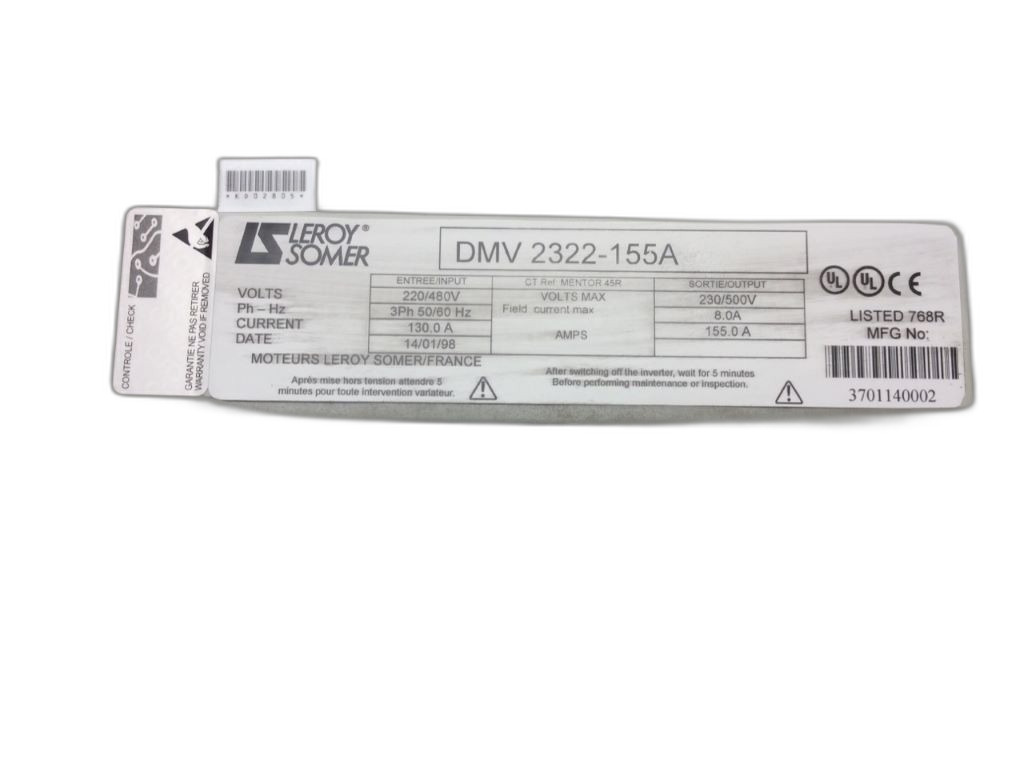 *K902805*
CONTROLE / CHECK
GARANTIE NE PAS RETIRER
WARRANTY VOID IF REMOVED
LEROY®
SOMER
DMV 2322-155A
ENTREE/INPUT CT Ref. MENTOR 45R SORTIE/OUTPUT
VOLTS 220/480V VOLTS MAX 230/500V
Ph - Hz 3Ph 50/60 Hz Field current max 8.0A
CURRENT 130.0 A AMPS 155.0 A
DATE 14/01/98
MOTEURS LEROY SOMER/FRANCE
Après mise hors tension attendre 5
minutes pour toute intervention variateur.
After switching off the inverter, wait for 5 minutes
Before performing maintenance or inspection.
UL UL CE
LISTED 768R
MFG No:
3701140002